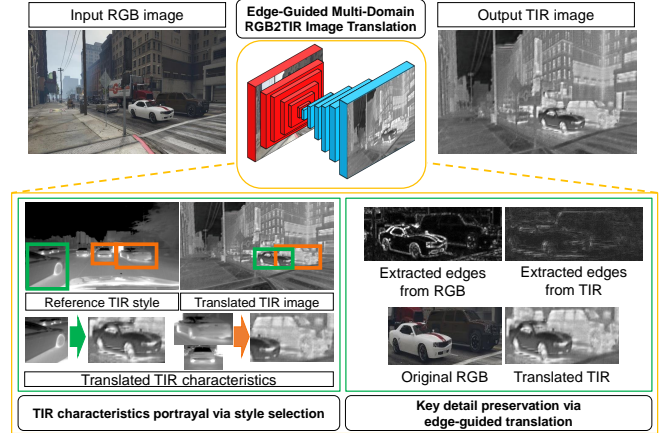 Input RGB image
Edge-Guided Multi-Domain
RGB2TIR Image Translation
Output TIR image
Reference TIR style
Translated TIR image
Translated TIR characteristics
Extracted edges
from RGB
Extracted edges
from TIR
Original RGB
Translated TIR
TIR characteristics portrayal via style selection
Key detail preservation via
edge-guided translation